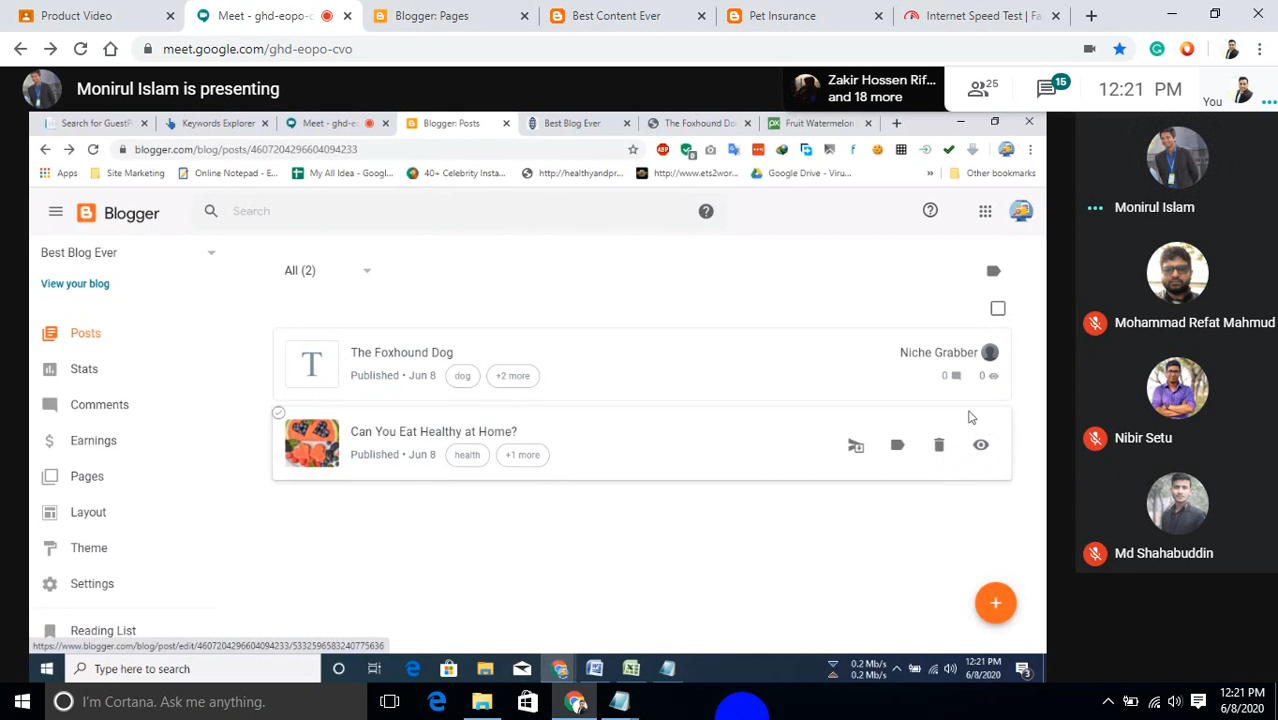 Product Video
Meet - ghd-eopo-c
Blogger: Pages
Best Content Ever
Pet Insurance
Internet Speed Test | Fa
meet.google.com/ghd-eopo-cvo
Monirul Islam is presenting
Zakir Hossen Rif...
and 18 more
25
15
12:21 PM
You
Search for GuestP
Keywords Explorer
Meet - ghd-e
Blogger: Posts
Best Blog Ever
The Foxhound Do
Fruit Watermelon
blogger.com/blog/posts/4607204296604094233
Apps
Site Marketing
Online Notepad - E...
My All Idea - Googl...
40+ Celebrity Insta...
http://healthyandpr...
http://www.ets2wor...
Google Drive - Viru...
Other bookmarks
Blogger
Search
Best Blog Ever
View your blog
All (2)
Posts
Stats
Comments
Earnings
Pages
Layout
Theme
Settings
Reading List
T
The Foxhound Dog
Published • Jun 8
dog
+2 more
Niche Grabber
0
0
Can You Eat Healthy at Home?
Published • Jun 8
health
+1 more
https://www.blogger.com/blog/post/edit/4607204296604094233/5332596583240775636
Monirul Islam
Mohammad Refat Mahmud
Nibir Setu
Md Shahabuddin
Type here to search
0.2 Mb/s
0.2 Mb/s
12:21 PM
6/8/2020
3
I'm Cortana. Ask me anything.
12:21 PM
6/8/2020